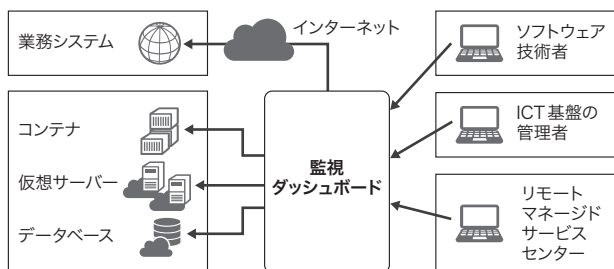 業務システム
インターネット
コンテナ
仮想サーバー
データベース
監視
ダッシュボード
ソフトウェア
技術者
ICT基盤の
管理者
リモート
マネージド
サービス
センター